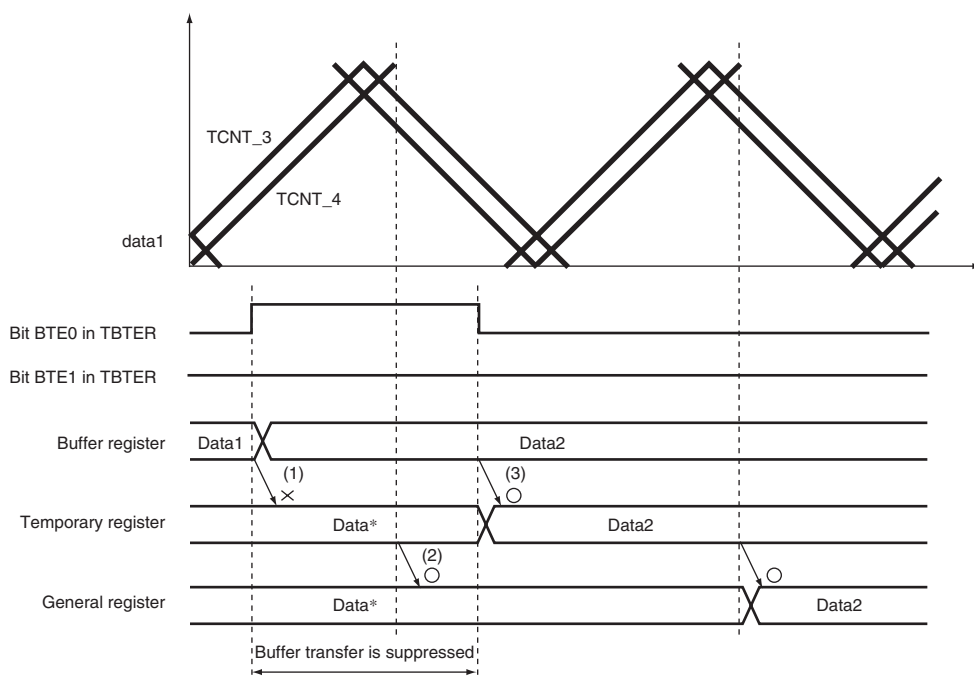 TCNT_3
TCNT_4
data1
Bit BTE0 in TBTER
Bit BTE1 in TBTER
Buffer register
Data1
Data2
(1)
(3)
Temporary register
Data*
Data2
(2)
General register
Data*
Data2
Buffer transfer is suppressed